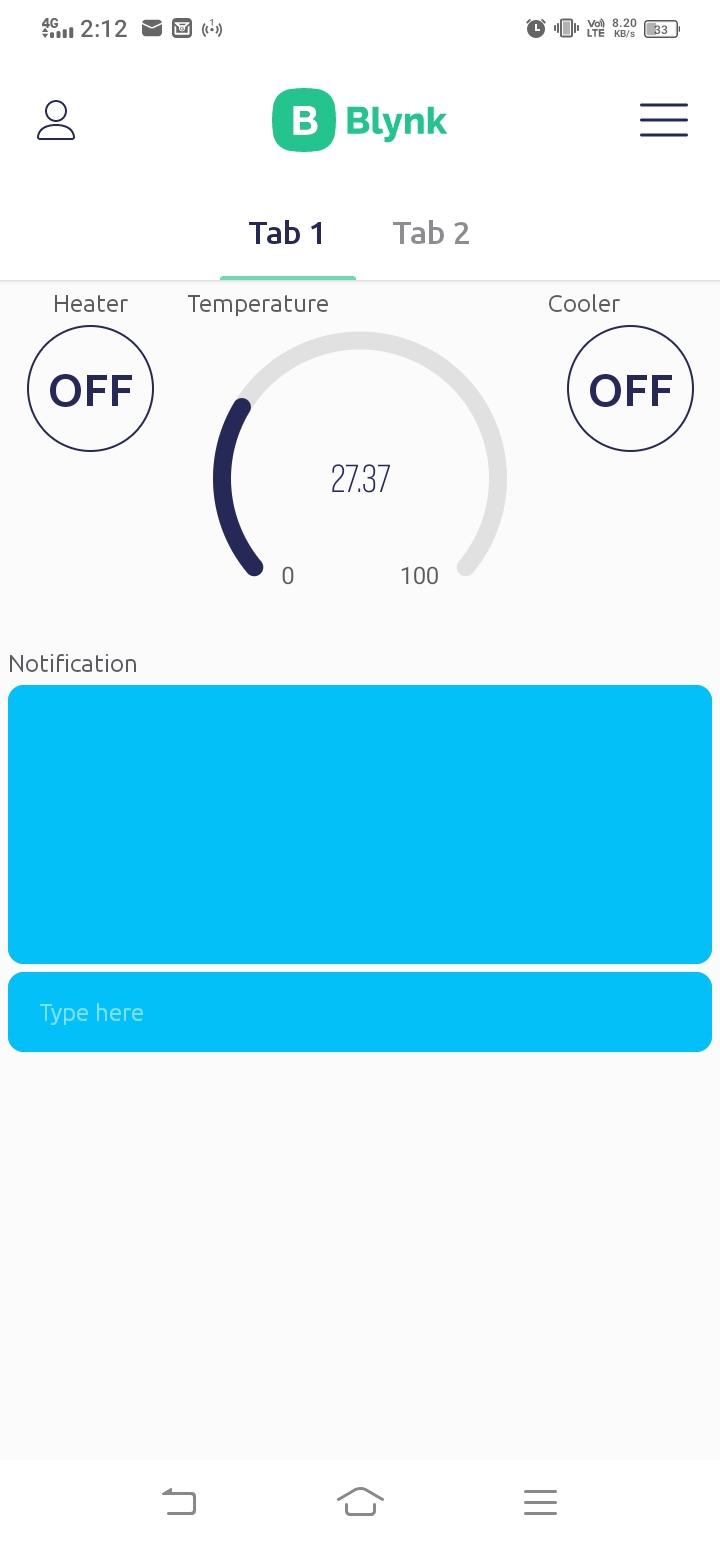 4G 2:12 1 Vo) LTE 8.20 KB/s 33
B Blynk
Tab 1 Tab 2
Heater Temperature Cooler
OFF OFF
27.37
0 100
Notification
Type here